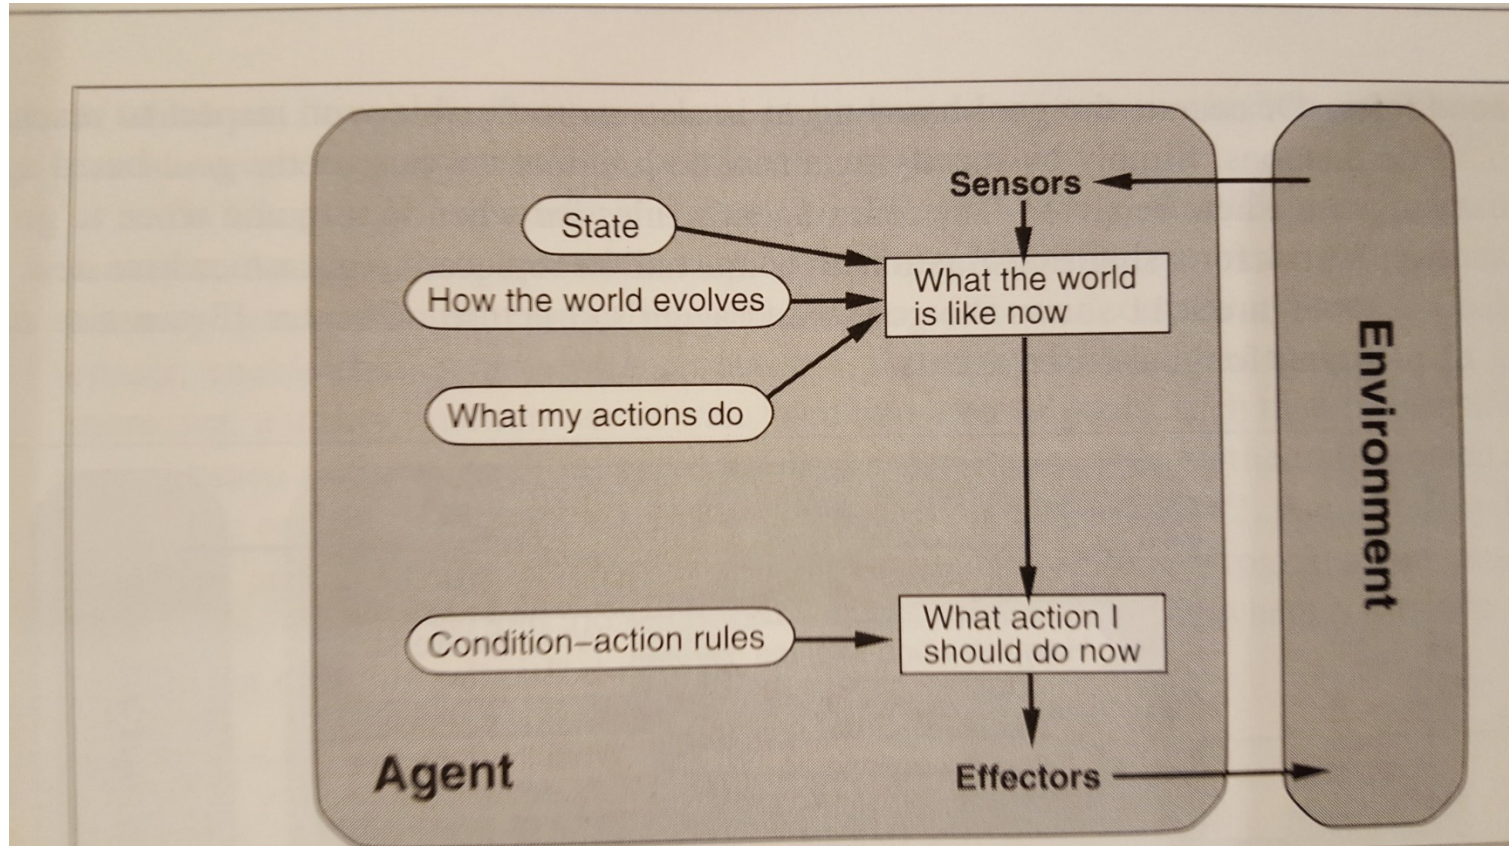 Sensors
State
What the world
is like now
How the world evolves
What my actions do
Environment
Condition–action rules
What action I
should do now
Agent
Effectors